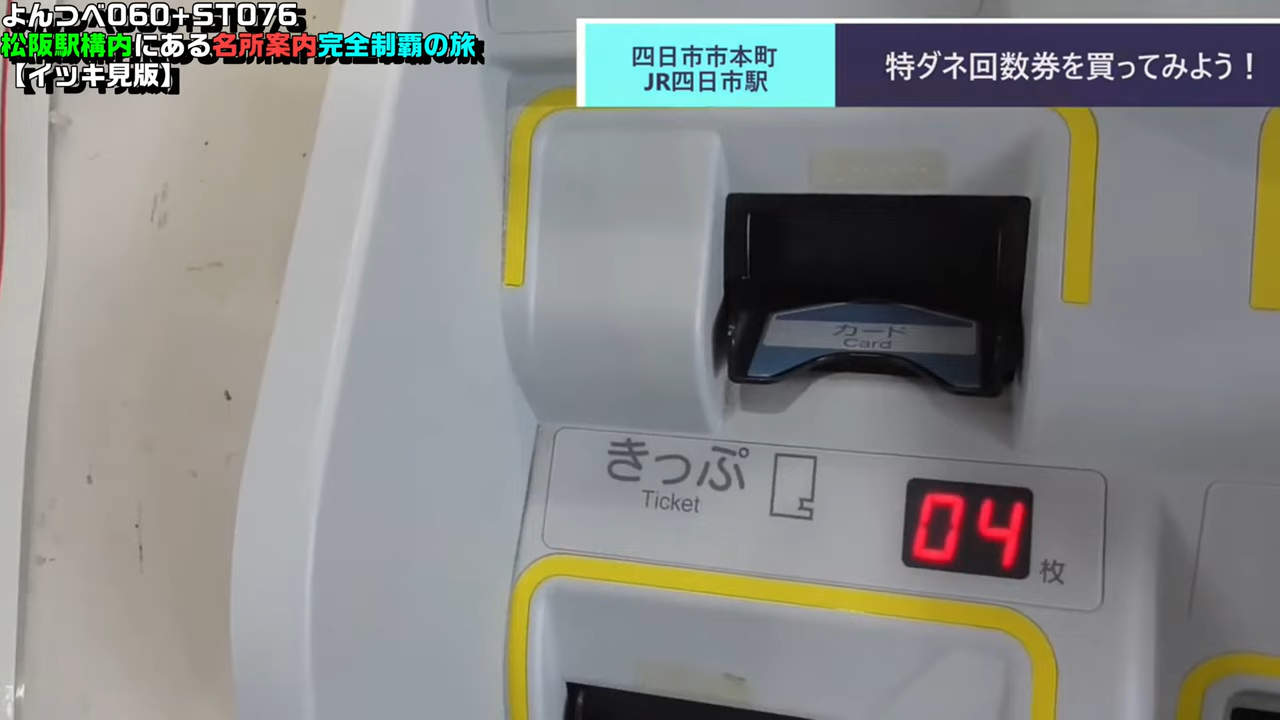 よんつべ060+ST076
松阪駅構内にある名所案内完全制覇の旅
【イツキ見版】
四日市市本町
JR四日市駅
特ダネ回数券を買ってみよう！
カード
Card
きっぷ
Ticket
04
枚